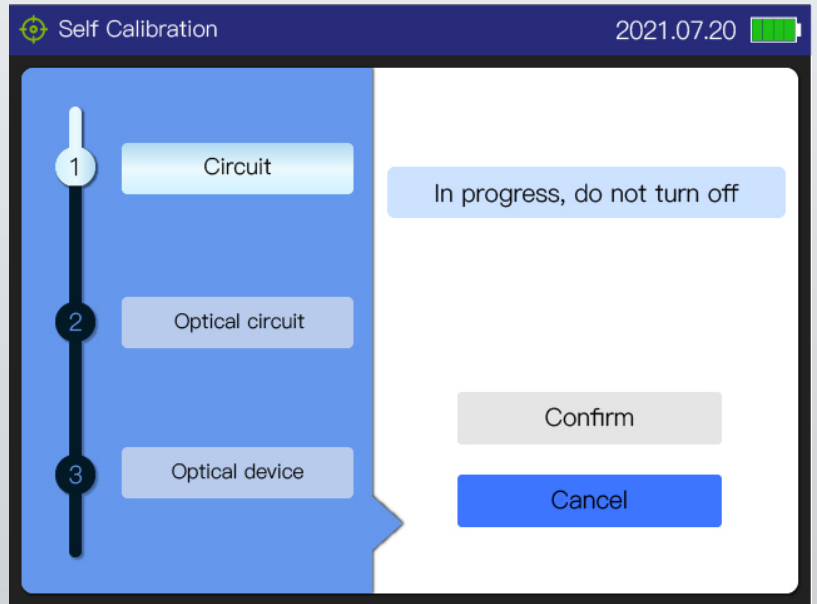 Self Calibration
2021.07.20
1
Circuit
In progress, do not turn off
2
Optical circuit
3
Optical device
Confirm
Cancel